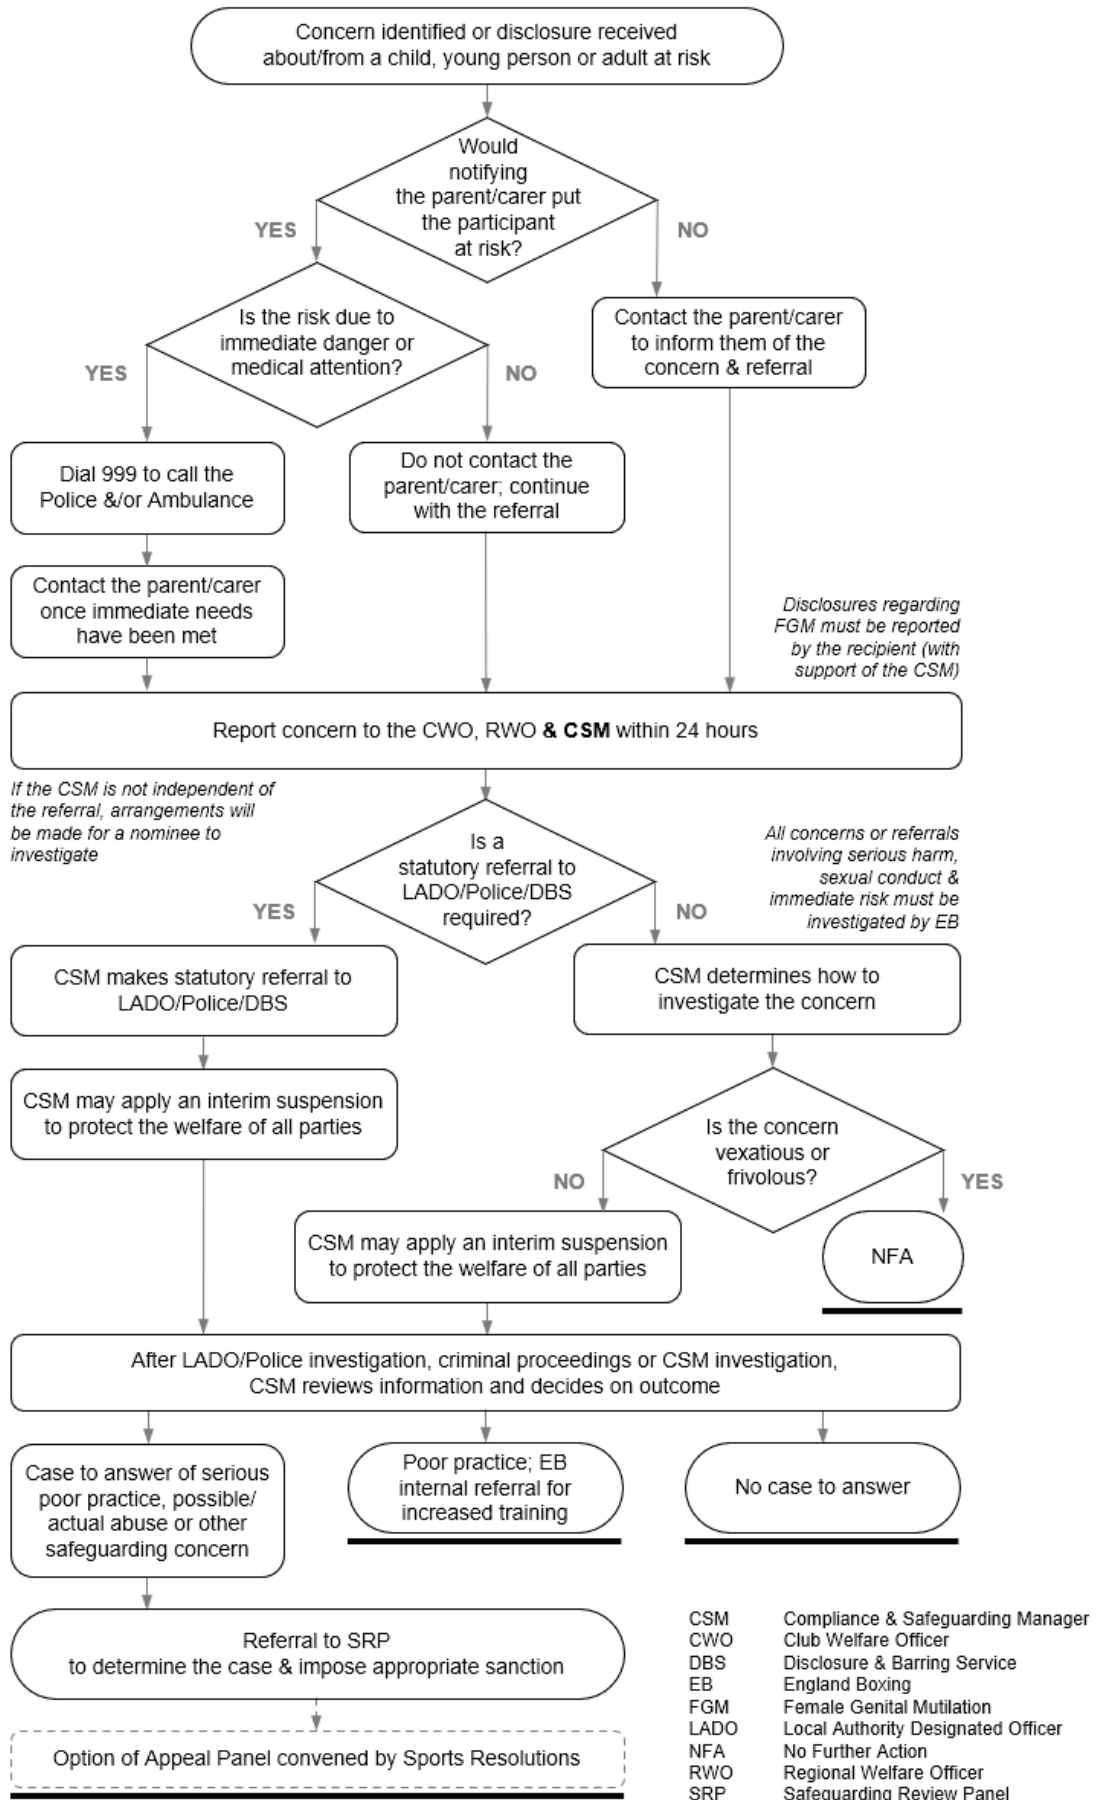 Concern identified or disclosure received
about/from a child, young person or adult at risk
Would
notifying
the parent/carer put
the participant
at risk?
YES
NO
Is the risk due to
immediate danger or
medical attention?
YES
NO
Contact the parent/carer
to inform them of the
concern & referral
Dial 999 to call the
Police &/or Ambulance
Do not contact the
parent/carer; continue
with the referral
Contact the parent/carer
once immediate needs
have been met
Disclosures regarding
FGM must be reported
by the recipient (with
support of the CSM)
Report concern to the CWO, RWO & CSM within 24 hours
If the CSM is not independent of
the referral, arrangements will
be made for a nominee to
investigate
Is a
statutory referral to
LADO/Police/DBS
required?
All concerns or referrals
involving serious harm,
sexual conduct &
immediate risk must be
investigated by EB
YES
NO
CSM makes statutory referral to
LADO/Police/DBS
CSM determines how to
investigate the concern
CSM may apply an interim suspension
to protect the welfare of all parties
Is the concern
vexatious or
frivolous?
NO
YES
CSM may apply an interim suspension
to protect the welfare of all parties
NFA
After LADO/Police investigation, criminal proceedings or CSM investigation,
CSM reviews information and decides on outcome
Case to answer of serious
poor practice, possible/
actual abuse or other
safeguarding concern
Poor practice; EB
internal referral for
increased training
No case to answer
Referral to SRP
to determine the case & impose appropriate sanction
Option of Appeal Panel convened by Sports Resolutions
CSM Compliance & Safeguarding Manager
CWO Club Welfare Officer
DBS Disclosure & Barring Service
EB England Boxing
FGM Female Genital Mutilation
LADO Local Authority Designated Officer
NFA No Further Action
RWO Regional Welfare Officer
SRP Safeguarding Review Panel